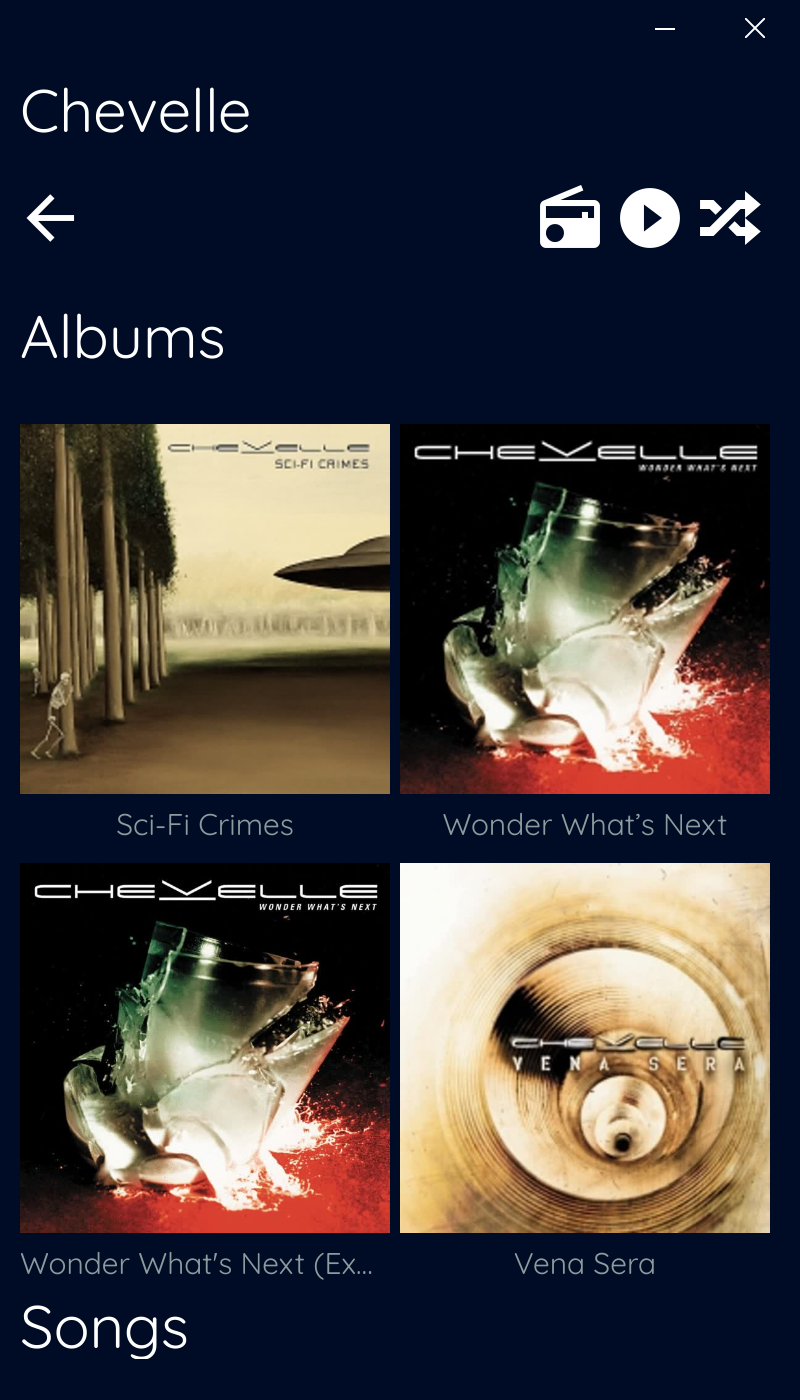 Chevelle
Albums
CHEVELLE
SCI-FI CRIMES
CHEVELLE
WONDER WHAT'S NEXT
Sci-Fi Crimes
Wonder What’s Next
CHEVELLE
WONDER WHAT'S NEXT
CHEVELLE
VENA SERA
Wonder What's Next (Ex...
Vena Sera
Songs